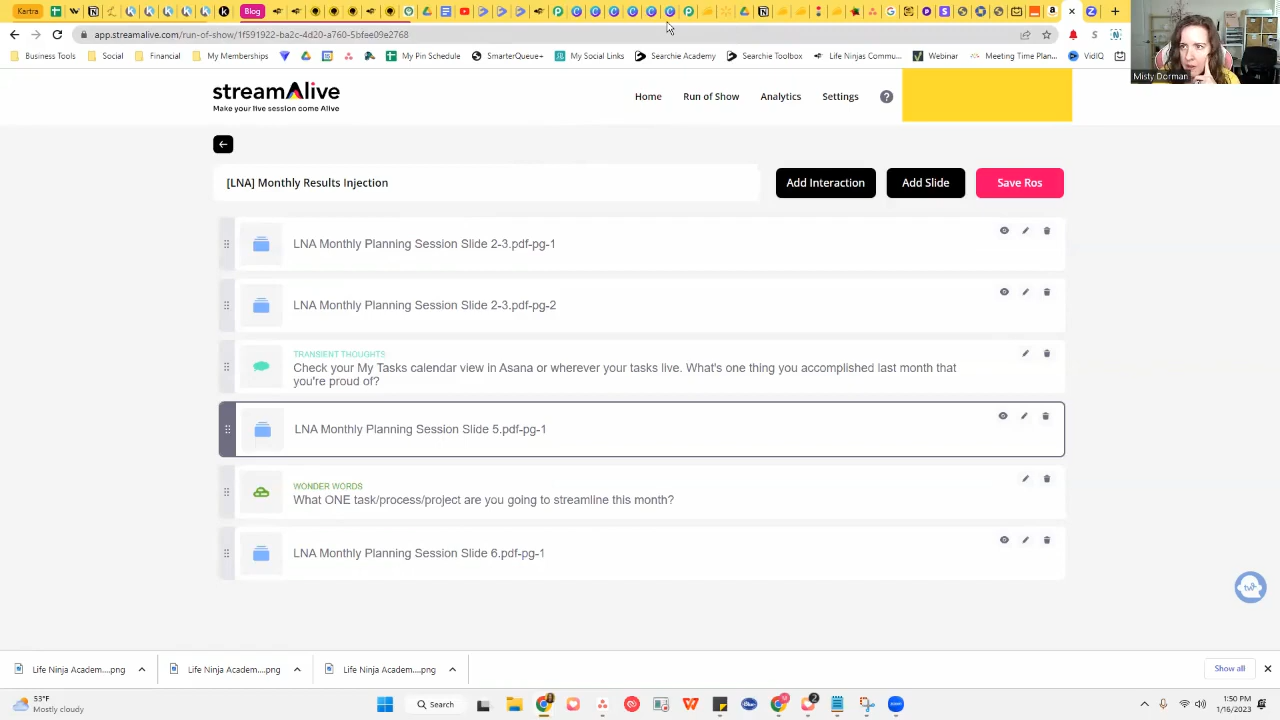 Kartra
Blog
app.streamalive.com/run-of-show/1f591922-b2c2-4d20-a760-5bfee09e2768
Business Tools
Social
Financial
My Memberships
My Pin Schedule
SmarterQueue+
My Social Links
Searchie Academy
Searchie Toolbox
Life Ninjas Commu...
Webinar
Meeting Time Plan...
VidIQ
Misty Dorman
streamAlive
Make your live session come Alive
Home
Run of Show
Analytics
Settings
?
[LNA] Monthly Results Injection
Add Interaction
Add Slide
Save Ros
LNA Monthly Planning Session Slide 2-3.pdf-pg-1
LNA Monthly Planning Session Slide 2-3.pdf-pg-2
TRANSIENT THOUGHTS
Check your My Tasks calendar view in Asana or wherever your tasks live. What's one thing you accomplished last month that
you're proud of?
LNA Monthly Planning Session Slide 5.pdf-pg-1
WONDER WORDS
What ONE task/process/project are you going to streamline this month?
LNA Monthly Planning Session Slide 6.pdf-pg-1
Life Ninja Academ....png
Life Ninja Academ....png
Life Ninja Academ....png
Show all
53°F
Mostly cloudy
Search
1:50 PM
1/16/2023